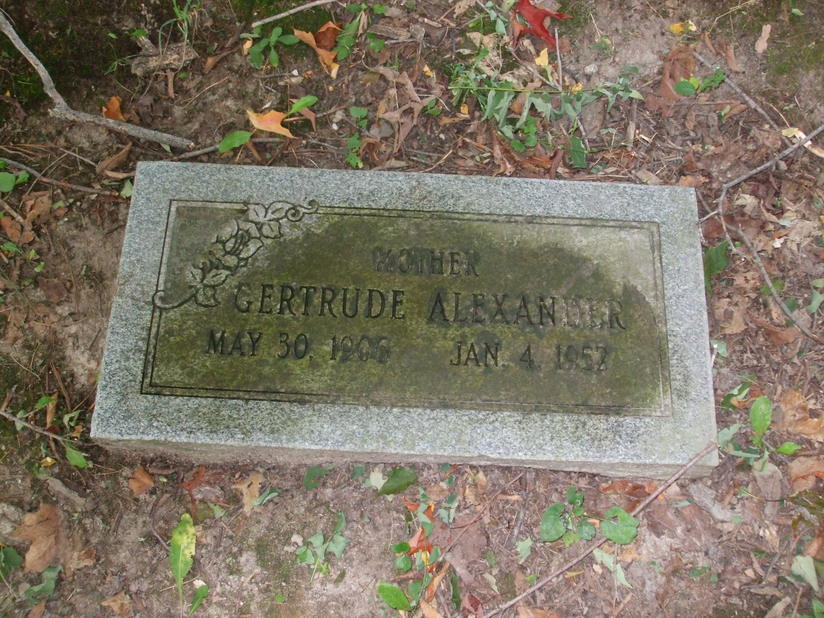 MOTHER
GERTRUDE ALEXANDER
MAY 30, 1906 JAN. 4, 1952